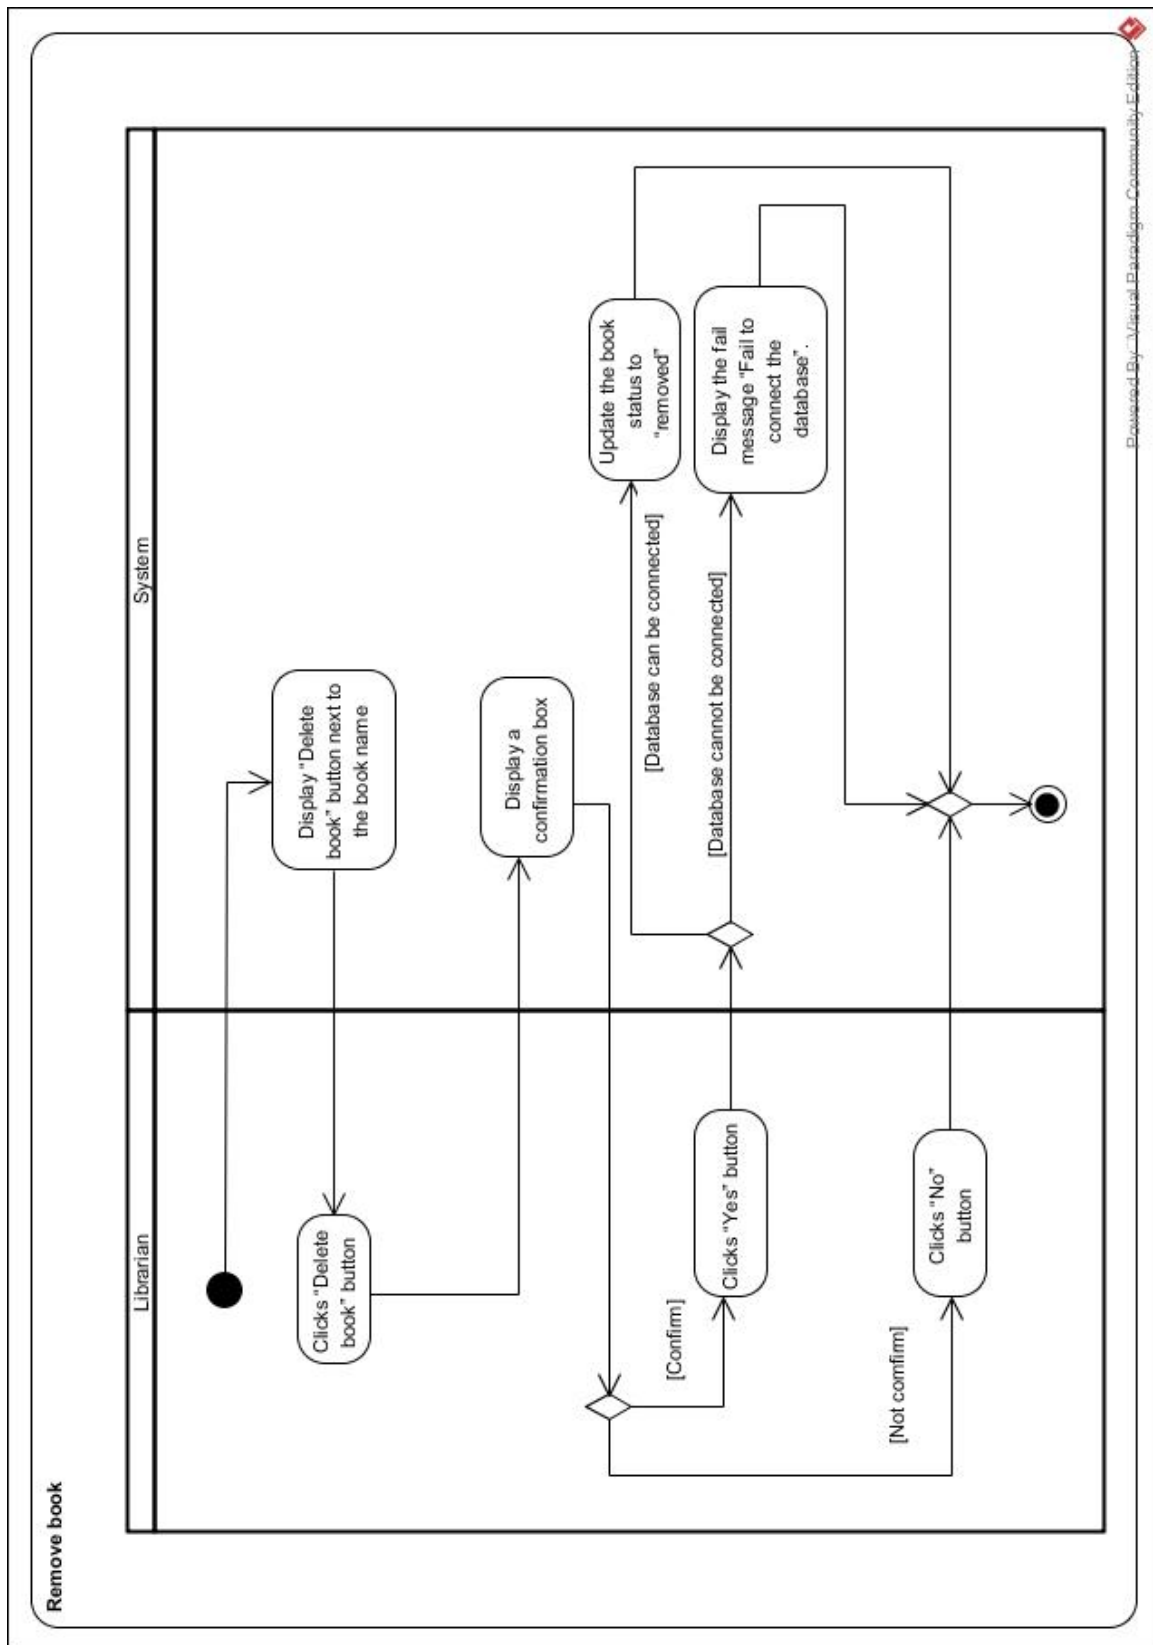 Remove book
Librarian
System
Display “Delete
book” button next to
the book name
Clicks “Delete
book” button
Display a
confirmation box
[Confirm]
Clicks “Yes” button
[Not comfirm]
Clicks “No”
button
[Database can be connected]
Update the book
status to
“removed”
[Database cannot be connected]
Display the fail
message “Fail to
connect the
database”.
Powered By Visual Paradigm Community Edition